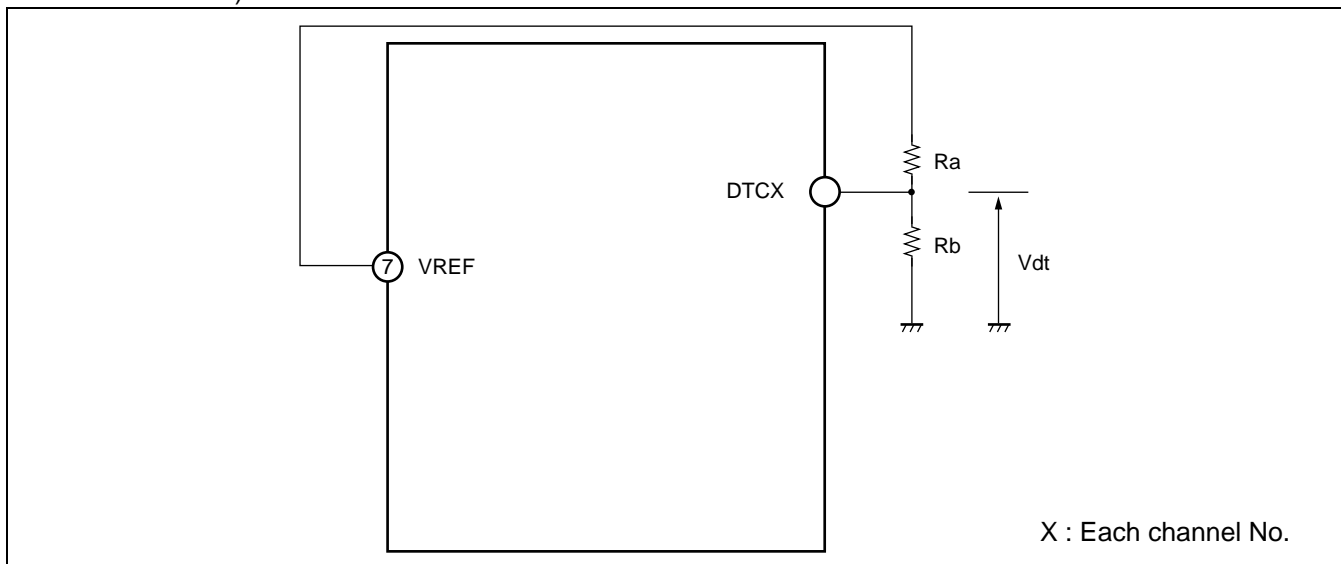 )
Ra
DTCX
Rb
7 VREF
Vdt
X : Each channel No.